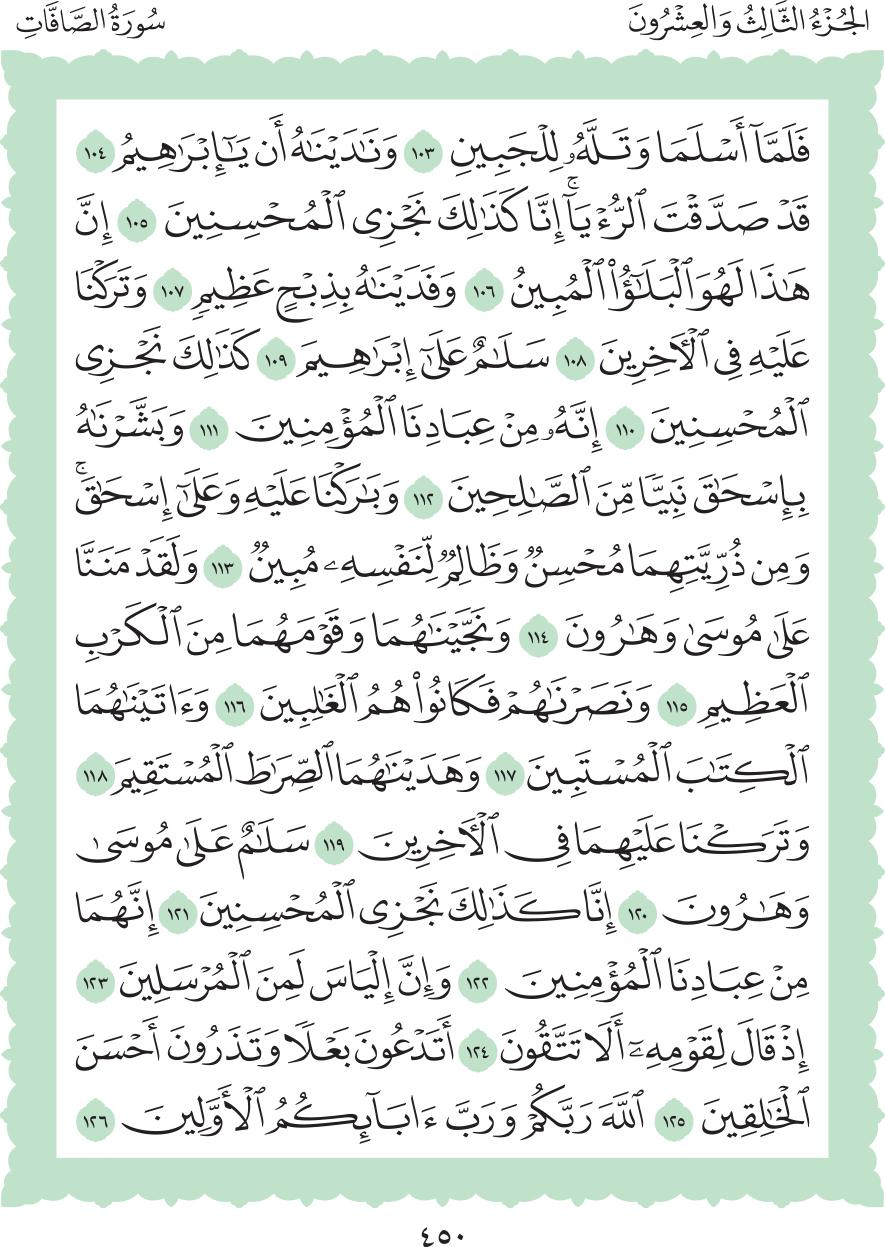 الجُزْءُ الثَّالِثُ وَالْعِشْرُونَ
سُورَةُ الصَّافَّاتِ
فَلَمَّآ أَسْلَمَا وَتَلَّهُۥ لِلْجَبِينِ ١٠٣ وَنَٰدَيْنَٰهُ أَن يَٰٓإِبْرَٰهِيمُ ١٠٤
قَدْ صَدَّقْتَ ٱلرُّءْيَآۚ إِنَّا كَذَٰلِكَ نَجْزِى ٱلْمُحْسِنِينَ ١٠٥ إِنَّ
هَٰذَا لَهُوَ ٱلْبَلَٰٓؤُا۟ ٱلْمُبِينُ ١٠٦ وَفَدَيْنَٰهُ بِذِبْحٍ عَظِيمٍ ١٠٧ وَتَرَكْنَا
عَلَيْهِ فِى ٱلْأَخِرِينَ ١٠٨ سَلَٰمٌ عَلَىٰٓ إِبْرَٰهِيمَ ١٠٩ كَذَٰلِكَ نَجْزِى
ٱلْمُحْسِنِينَ ١١٠ إِنَّهُۥ مِنْ عِبَادِنَا ٱلْمُؤْمِنِينَ ١١١ وَبَشَّرْنَٰهُ
بِإِسْحَٰقَ نَبِيًّا مِّنَ ٱلصَّٰلِحِينَ ١١٢ وَبَٰرَكْنَا عَلَيْهِ وَعَلَىٰٓ إِسْحَٰقَۚ
وَمِن ذُرِّيَّتِهِمَا مُحْسِنٌ وَظَالِمٌ لِّنَفْسِهِۦ مُبِينٌ ١١٣ وَلَقَدْ مَنَنَّا
عَلَىٰ مُوسَىٰ وَهَٰرُونَ ١١٤ وَنَجَّيْنَٰهُمَا وَقَوْمَهُمَا مِنَ ٱلْكَرْبِ
ٱلْعَظِيمِ ١١٥ وَنَصَرْنَٰهُمْ فَكَانُوا۟ هُمُ ٱلْغَٰلِبِينَ ١١٦ وَءَاتَيْنَٰهُمَا
ٱلْكِتَٰبَ ٱلْمُسْتَبِينَ ١١٧ وَهَدَيْنَٰهُمَا ٱلصِّرَٰطَ ٱلْمُسْتَقِيمَ ١١٨
وَتَرَكْنَا عَلَيْهِمَا فِى ٱلْأَخِرِينَ ١١٩ سَلَٰمٌ عَلَىٰ مُوسَىٰ
وَهَٰرُونَ ١٢٠ إِنَّا كَذَٰلِكَ نَجْزِى ٱلْمُحْسِنِينَ ١٢١ إِنَّهُمَا
مِنْ عِبَادِنَا ٱلْمُؤْمِنِينَ ١٢٢ وَإِنَّ إِلْيَاسَ لَمِنَ ٱلْمُرْسَلِينَ ١٢٣
إِذْ قَالَ لِقَوْمِهِۦٓ أَلَا تَتَّقُونَ ١٢٤ أَتَدْعُونَ بَعْلًا وَتَذَرُونَ أَحْسَنَ
ٱلْخَٰلِقِينَ ١٢٥ ٱللَّهَ رَبَّكُمْ وَرَبَّ ءَابَآئِكُمُ ٱلْأَوَّلِينَ ١٢٦
٤٥٠